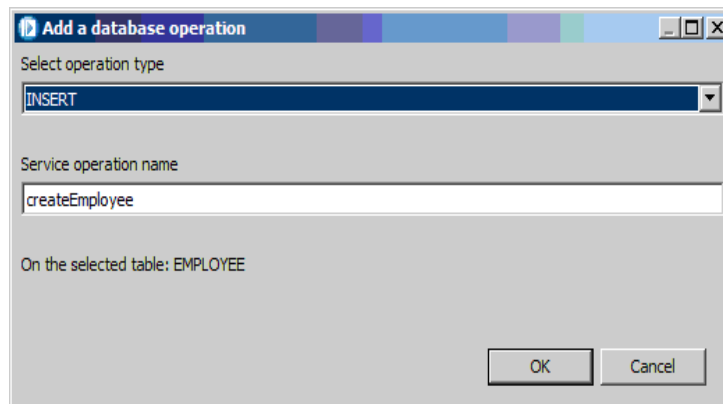 Add a database operation
Select operation type
INSERT
Service operation name
createEmployee
On the selected table: EMPLOYEE
OK Cancel